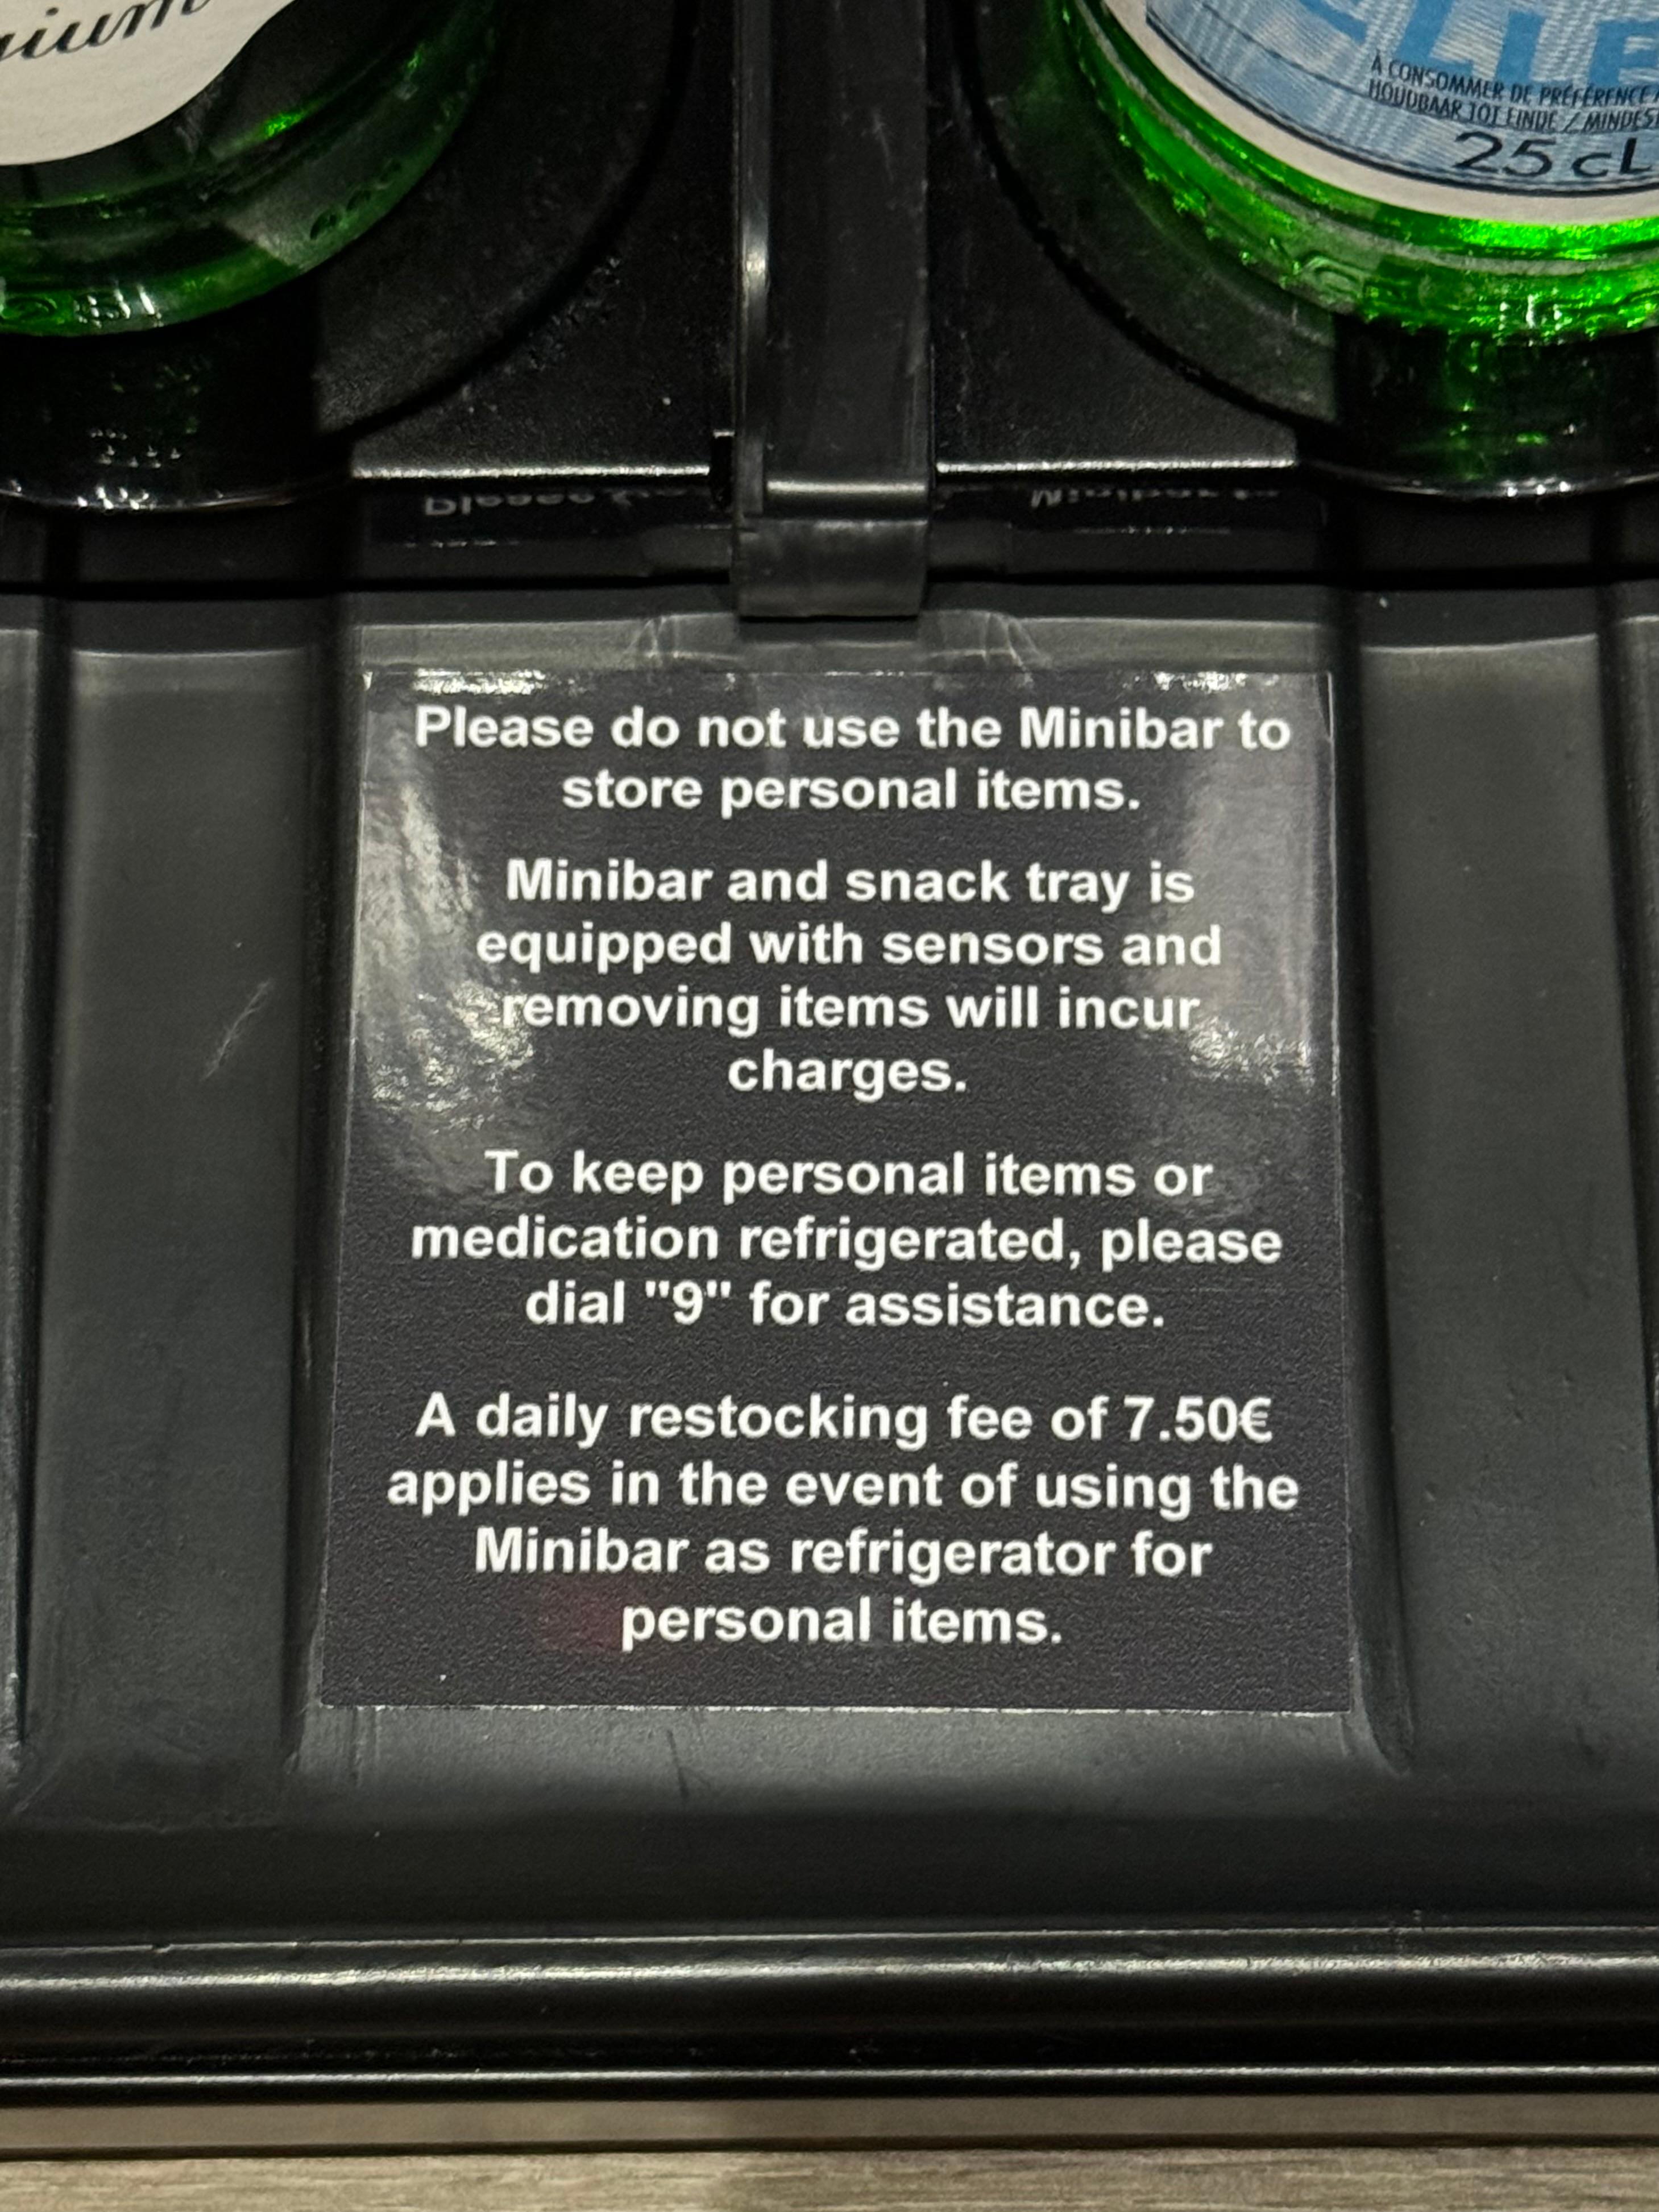 À CONSOMMER DE PRÉFÉRENCE
HOUDBAAR TOT EINDE /
25 cL
Please do not use the Minibar to
store personal items.
Minibar and snack tray is
equipped with sensors and
removing items will incur
charges.
To keep personal items or
medication refrigerated, please
dial "9" for assistance.
A daily restocking fee of 7.50€
applies in the event of using the
Minibar as refrigerator for
personal items.